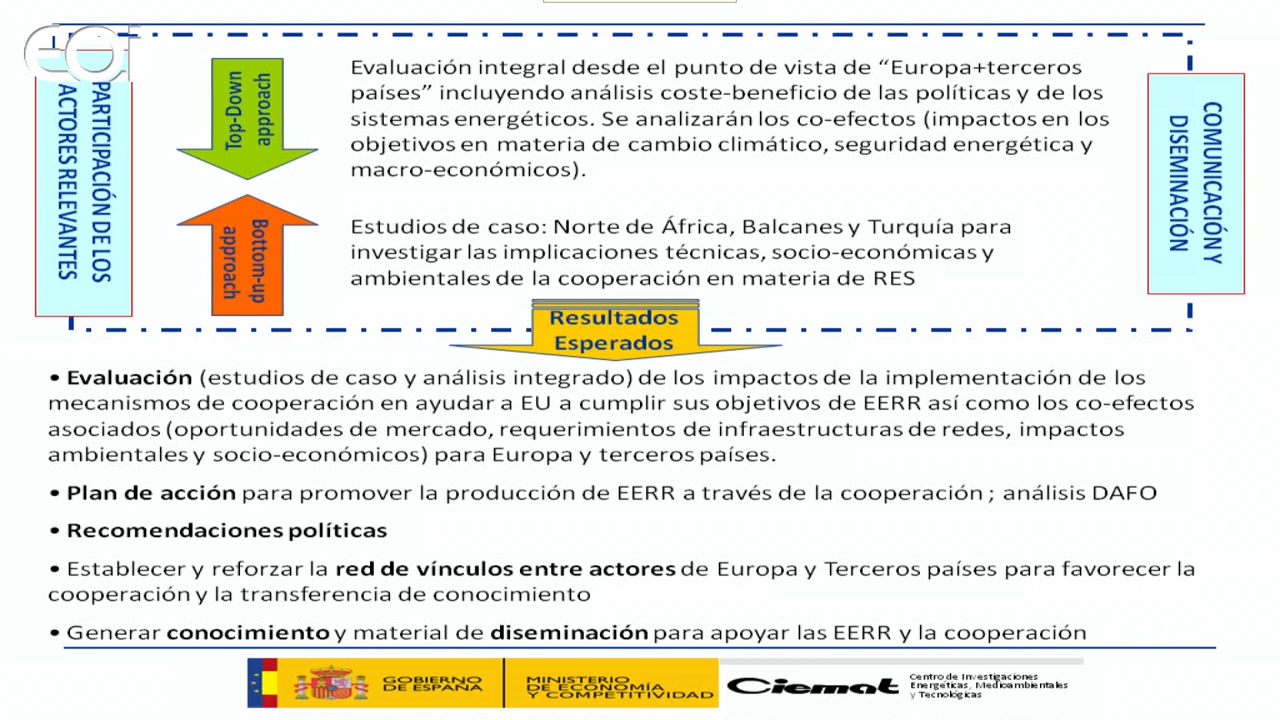 eoi
PARTICIPACIÓN DE LOS
ACTORES RELEVANTES
Top-Down
approach
Evaluación integral desde el punto de vista de “Europa+terceros
países” incluyendo análisis coste-beneficio de las políticas y de los
sistemas energéticos. Se analizarán los co-efectos (impactos en los
objetivos en materia de cambio climático, seguridad energética y
macro-económicos).
Bottom-up
approach
Estudios de caso: Norte de África, Balcanes y Turquía para
investigar las implicaciones técnicas, socio-económicas y
ambientales de la cooperación en materia de RES
COMUNICACIÓN Y
DISEMINACIÓN
Resultados
Esperados
• Evaluación (estudios de caso y análisis integrado) de los impactos de la implementación de los
mecanismos de cooperación en ayudar a EU a cumplir sus objetivos de EERR así como los co-efectos
asociados (oportunidades de mercado, requerimientos de infraestructuras de redes, impactos
ambientales y socio-económicos) para Europa y terceros países.
• Plan de acción para promover la producción de EERR a través de la cooperación ; análisis DAFO
• Recomendaciones políticas
• Establecer y reforzar la red de vínculos entre actores de Europa y Terceros países para favorecer la
cooperación y la transferencia de conocimiento
• Generar conocimiento y material de diseminación para apoyar las EERR y la cooperación
GOBIERNO
DE ESPAÑA
MINISTERIO
DE ECONOMÍA
Y COMPETITIVIDAD
Ciemat
Centro de Investigaciones
Energéticas, Medioambientales
y Tecnológicas